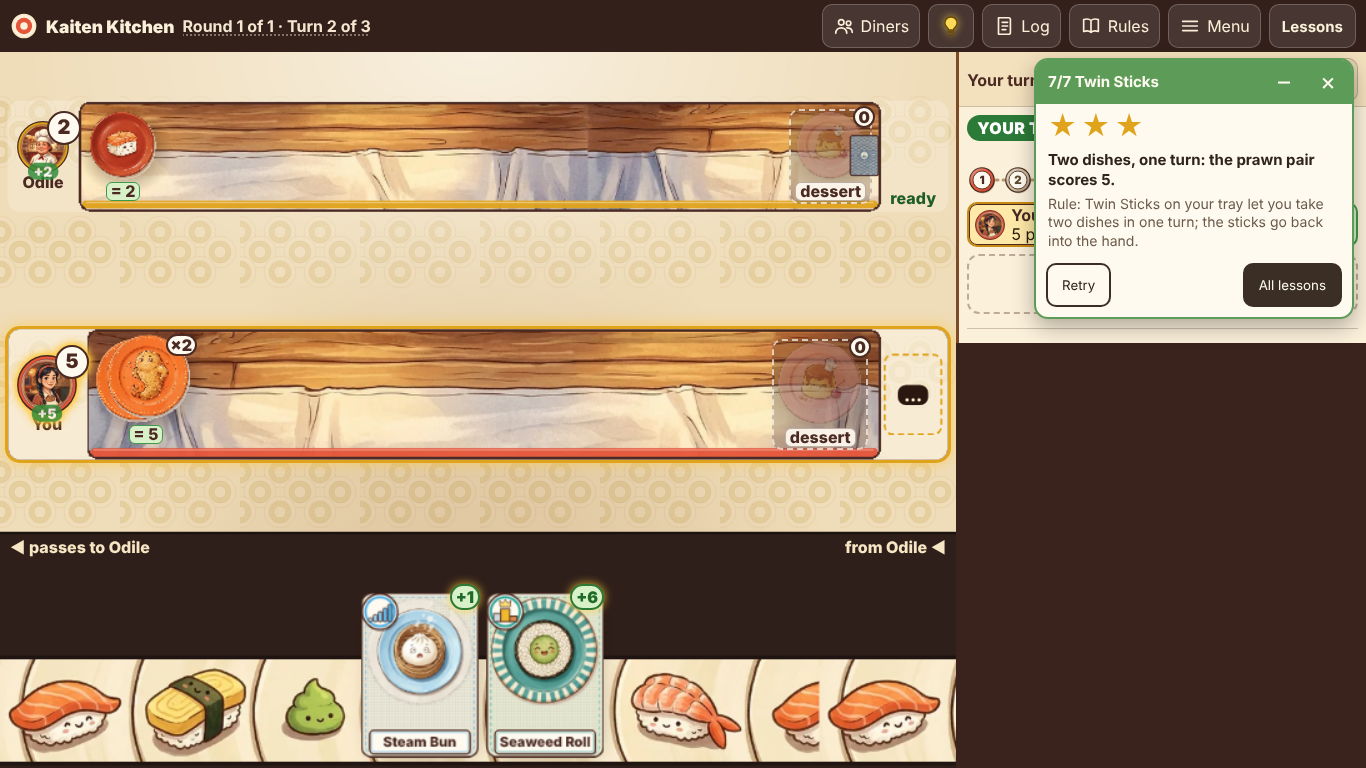 Kaiten Kitchen
Round 1 of 1 · Turn 2 of 3
Diners
Log
Rules
Menu
Lessons
Your turn
7/7 Twin Sticks
Two dishes, one turn: the prawn pair
scores 5.
Rule: Twin Sticks on your tray let you take
two dishes in one turn; the sticks go back
into the hand.
Retry
All lessons
1
2
2
+2
Odile
= 2
0
dessert
ready
5
+5
You
×2
= 5
0
dessert
...
◀ passes to Odile
from Odile ◀
+1
Steam Bun
+6
Seaweed Roll